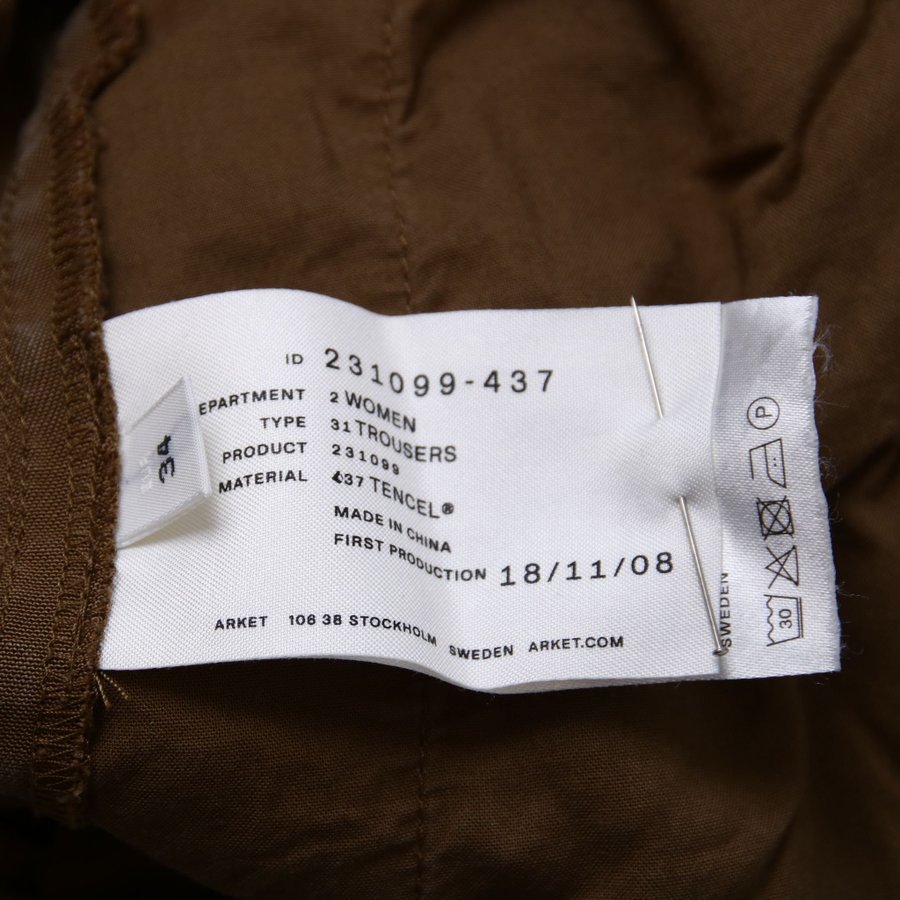 ID 231099-437
EPARTMENT 2 WOMEN
TYPE 31 TROUSERS
PRODUCT 231099
MATERIAL 437 TENCEL®
MADE IN CHINA
FIRST PRODUCTION 18/11/08
ARKET 106 38 STOCKHOLM SWEDEN ARKET.COM
34
SWEDEN
30
P